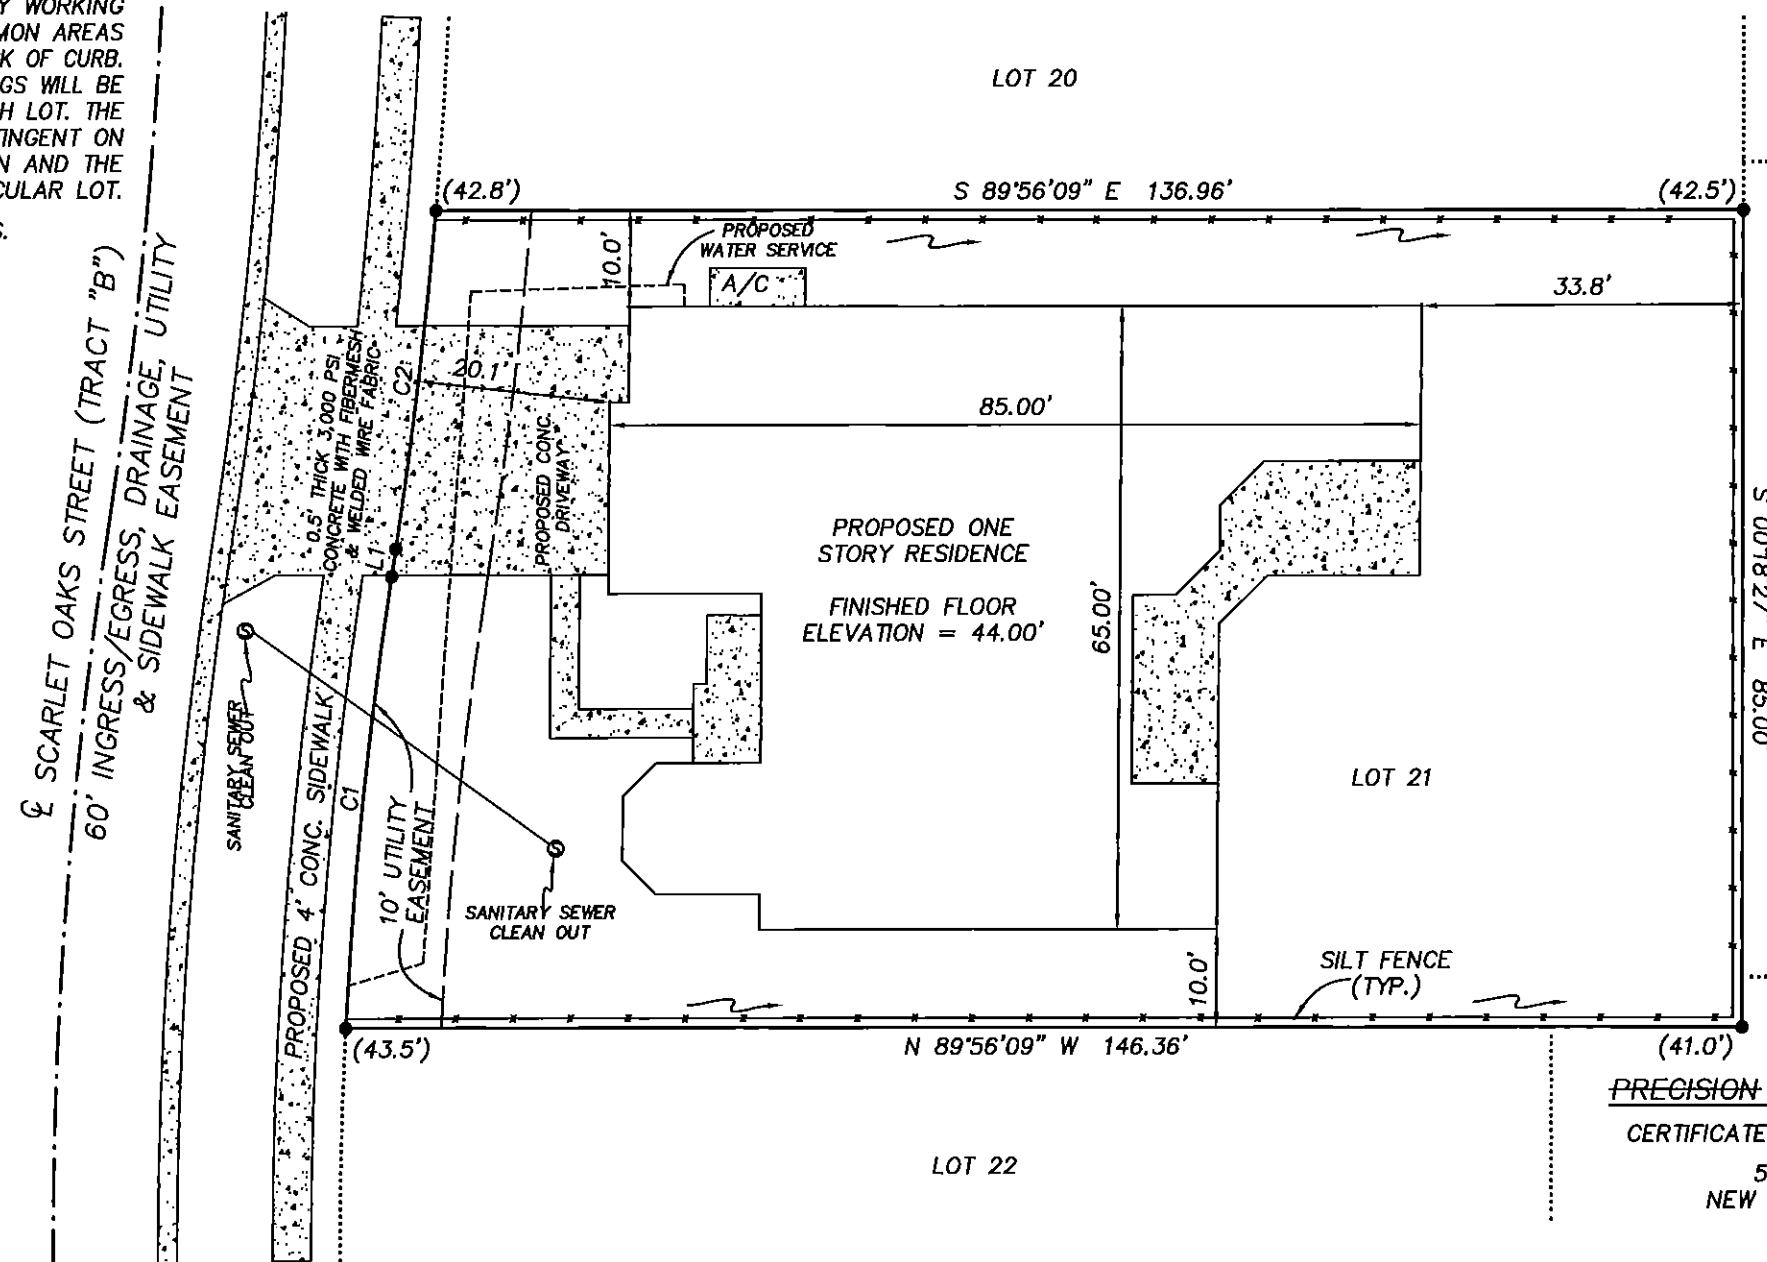 Y WORKING
MON AREAS
K OF CURB.
GS WILL BE
H LOT. THE
TINGENT ON
N AND THE
CULAR LOT.
S.
LOT 20
(42.8')
S 89°56'09" E 136.96'
(42.5')
PROPOSED
WATER SERVICE
10.0'
A/C
33.8'
℄ SCARLET OAKS STREET (TRACT "B")
60' INGRESS/EGRESS, DRAINAGE, UTILITY
& SIDEWALK EASEMENT
0.5' THICK 3,000 PSI
CONCRETE WITH FIBERMESH
& WELDED WIRE FABRIC
C2
20.1'
L1
PROPOSED CONC.
DRIVEWAY
85.00'
PROPOSED ONE
STORY RESIDENCE
FINISHED FLOOR
ELEVATION = 44.00'
65.00'
S 00°18'27" E 85.00'
SANITARY SEWER
CLEAN OUT
C1
PROPOSED 4' CONC. SIDEWALK
10' UTILITY
EASEMENT
SANITARY SEWER
CLEAN OUT
LOT 21
10.0'
SILT FENCE
(TYP.)
(43.5')
N 89°56'09" W 146.36'
(41.0')
PRECISION
CERTIFICATE
5
NEW
LOT 22